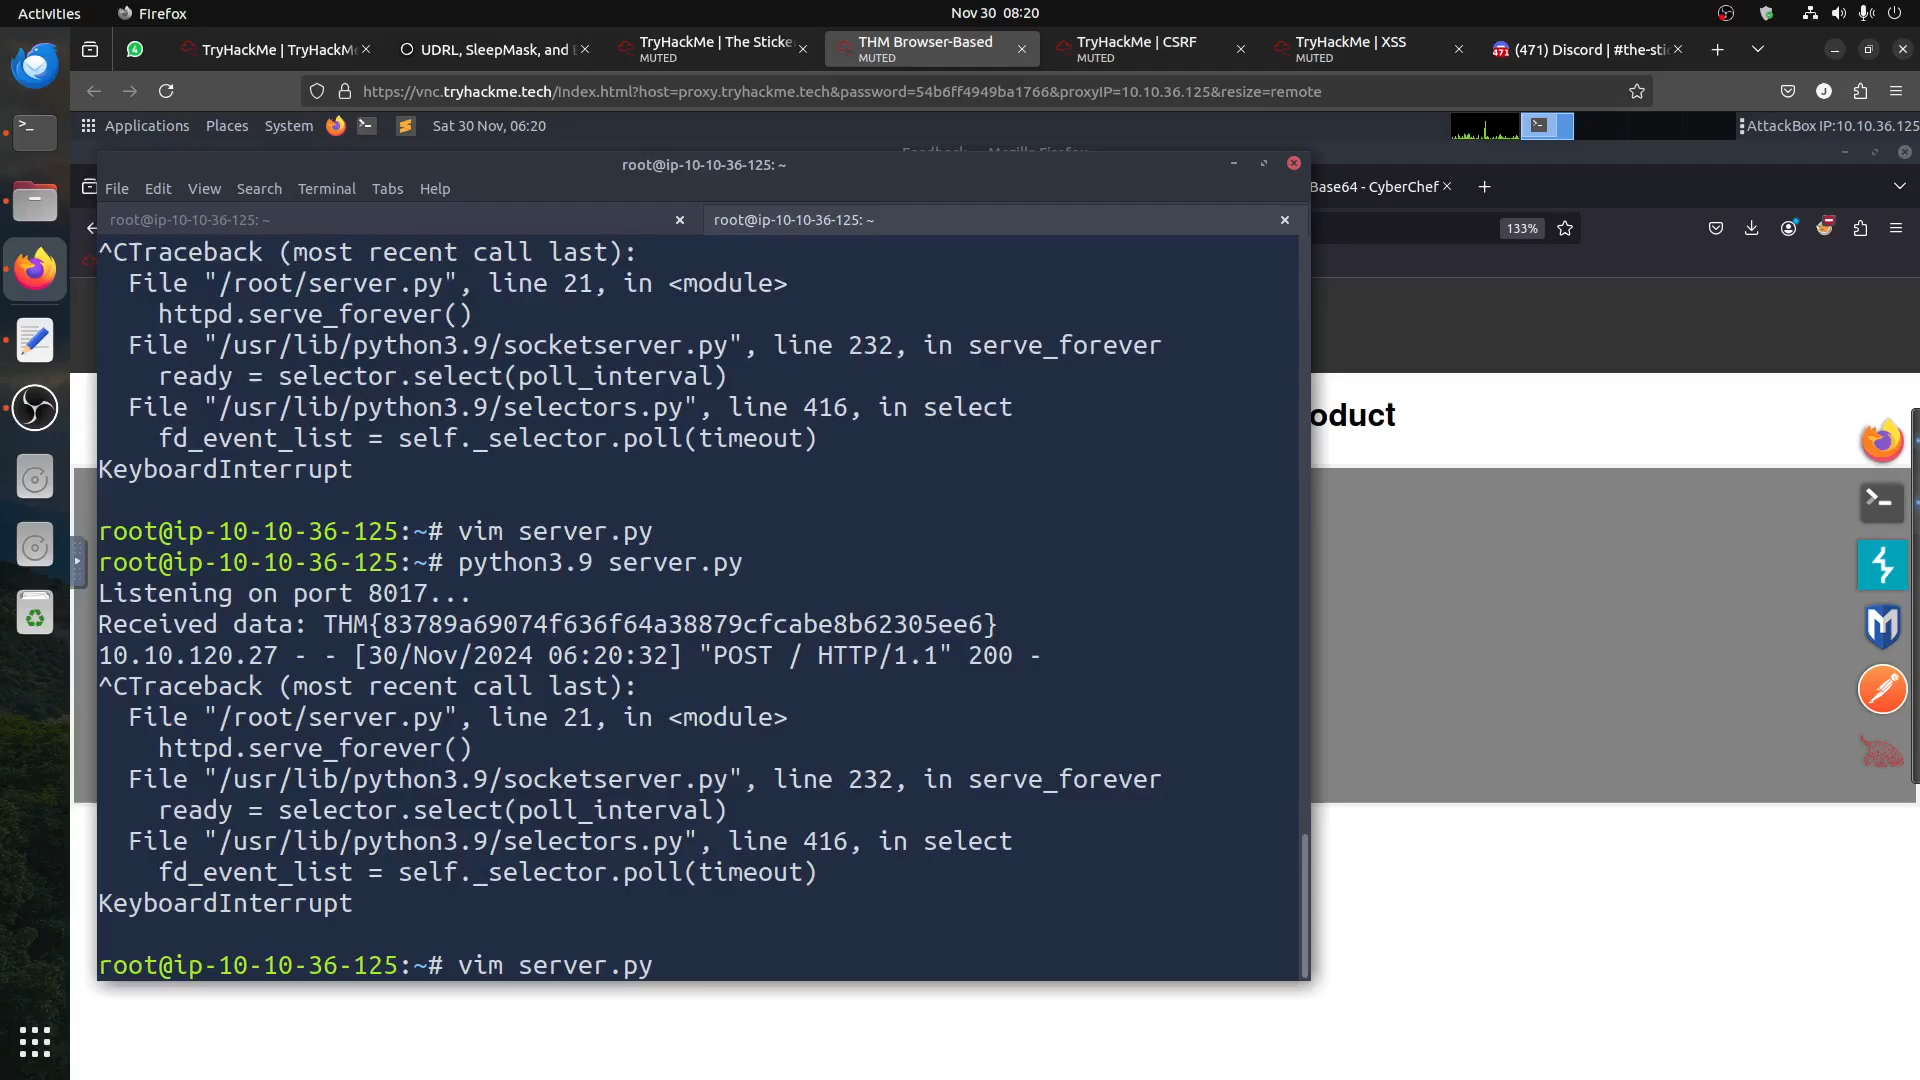 Activities
Firefox
Nov 30 08:20
TryHackMe | TryHackMe
UDRL, SleepMask, and
TryHackMe | The Sticke
MUTED
THM Browser-Based
MUTED
TryHackMe | CSRF
MUTED
TryHackMe | XSS
MUTED
(471) Discord | #the-sti
https://vnc.tryhackme.tech/index.html?host=proxy.tryhackme.tech&password=54b6ff4949ba1766&proxyIP=10.10.36.125&resize=remote
Applications
Places
System
Sat 30 Nov, 06:20
AttackBox IP:10.10.36.125
root@ip-10-10-36-125: ~
File Edit View Search Terminal Tabs Help
Base64 - CyberChef
root@ip-10-10-36-125: ~
root@ip-10-10-36-125: ~
133%
^CTraceback (most recent call last):
File "/root/server.py", line 21, in <module>
httpd.serve_forever()
File "/usr/lib/python3.9/socketserver.py", line 232, in serve_forever
ready = selector.select(poll_interval)
File "/usr/lib/python3.9/selectors.py", line 416, in select
fd_event_list = self._selector.poll(timeout)
KeyboardInterrupt
oduct
root@ip-10-10-36-125:~# vim server.py
root@ip-10-10-36-125:~# python3.9 server.py
Listening on port 8017...
Received data: THM{83789a69074f636f64a38879cfcabe8b62305ee6}
10.10.120.27 - - [30/Nov/2024 06:20:32] "POST / HTTP/1.1" 200 -
^CTraceback (most recent call last):
File "/root/server.py", line 21, in <module>
httpd.serve_forever()
File "/usr/lib/python3.9/socketserver.py", line 232, in serve_forever
ready = selector.select(poll_interval)
File "/usr/lib/python3.9/selectors.py", line 416, in select
fd_event_list = self._selector.poll(timeout)
KeyboardInterrupt
root@ip-10-10-36-125:~# vim server.py